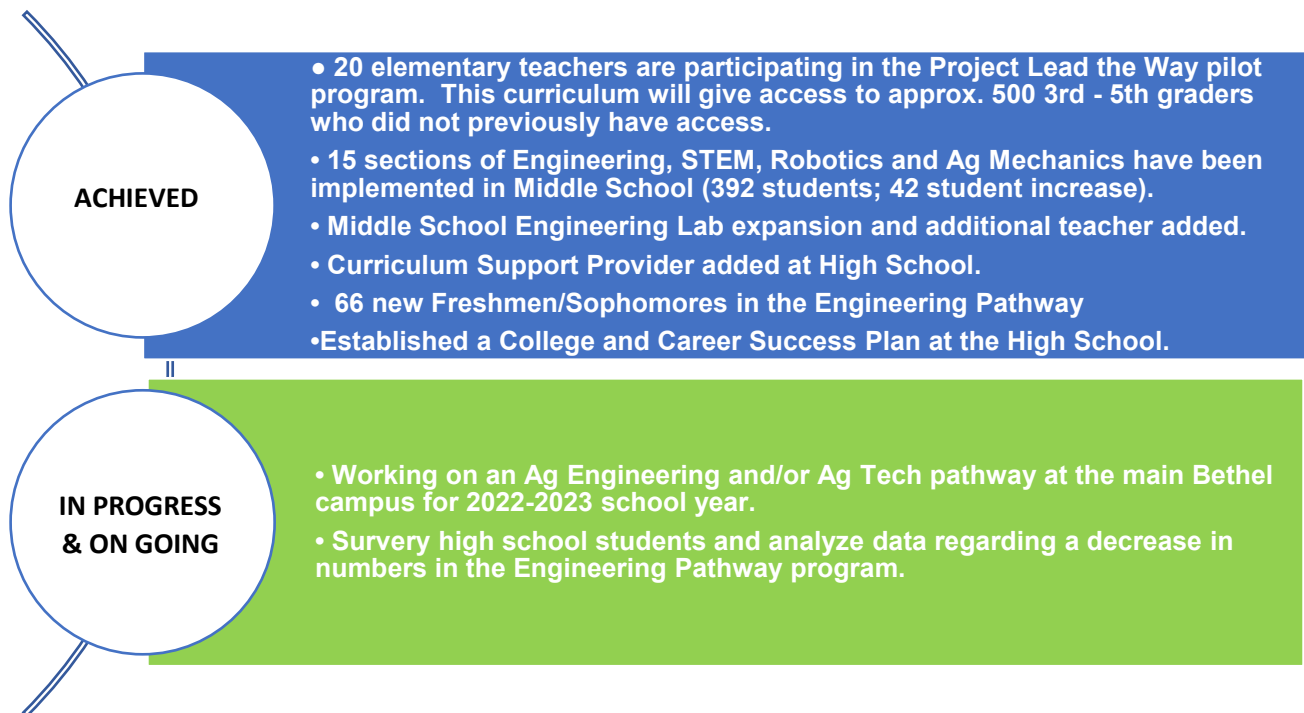 ACHIEVED
● 20 elementary teachers are participating in the Project Lead the Way pilot
program.  This curriculum will give access to approx. 500 3rd - 5th graders
who did not previously have access.
• 15 sections of Engineering, STEM, Robotics and Ag Mechanics have been
implemented in Middle School (392 students; 42 student increase).
• Middle School Engineering Lab expansion and additional teacher added.
• Curriculum Support Provider added at High School.
•  66 new Freshmen/Sophomores in the Engineering Pathway
•Established a College and Career Success Plan at the High School.
IN PROGRESS
& ON GOING
• Working on an Ag Engineering and/or Ag Tech pathway at the main Bethel
campus for 2022-2023 school year.
• Survery high school students and analyze data regarding a decrease in
numbers in the Engineering Pathway program.